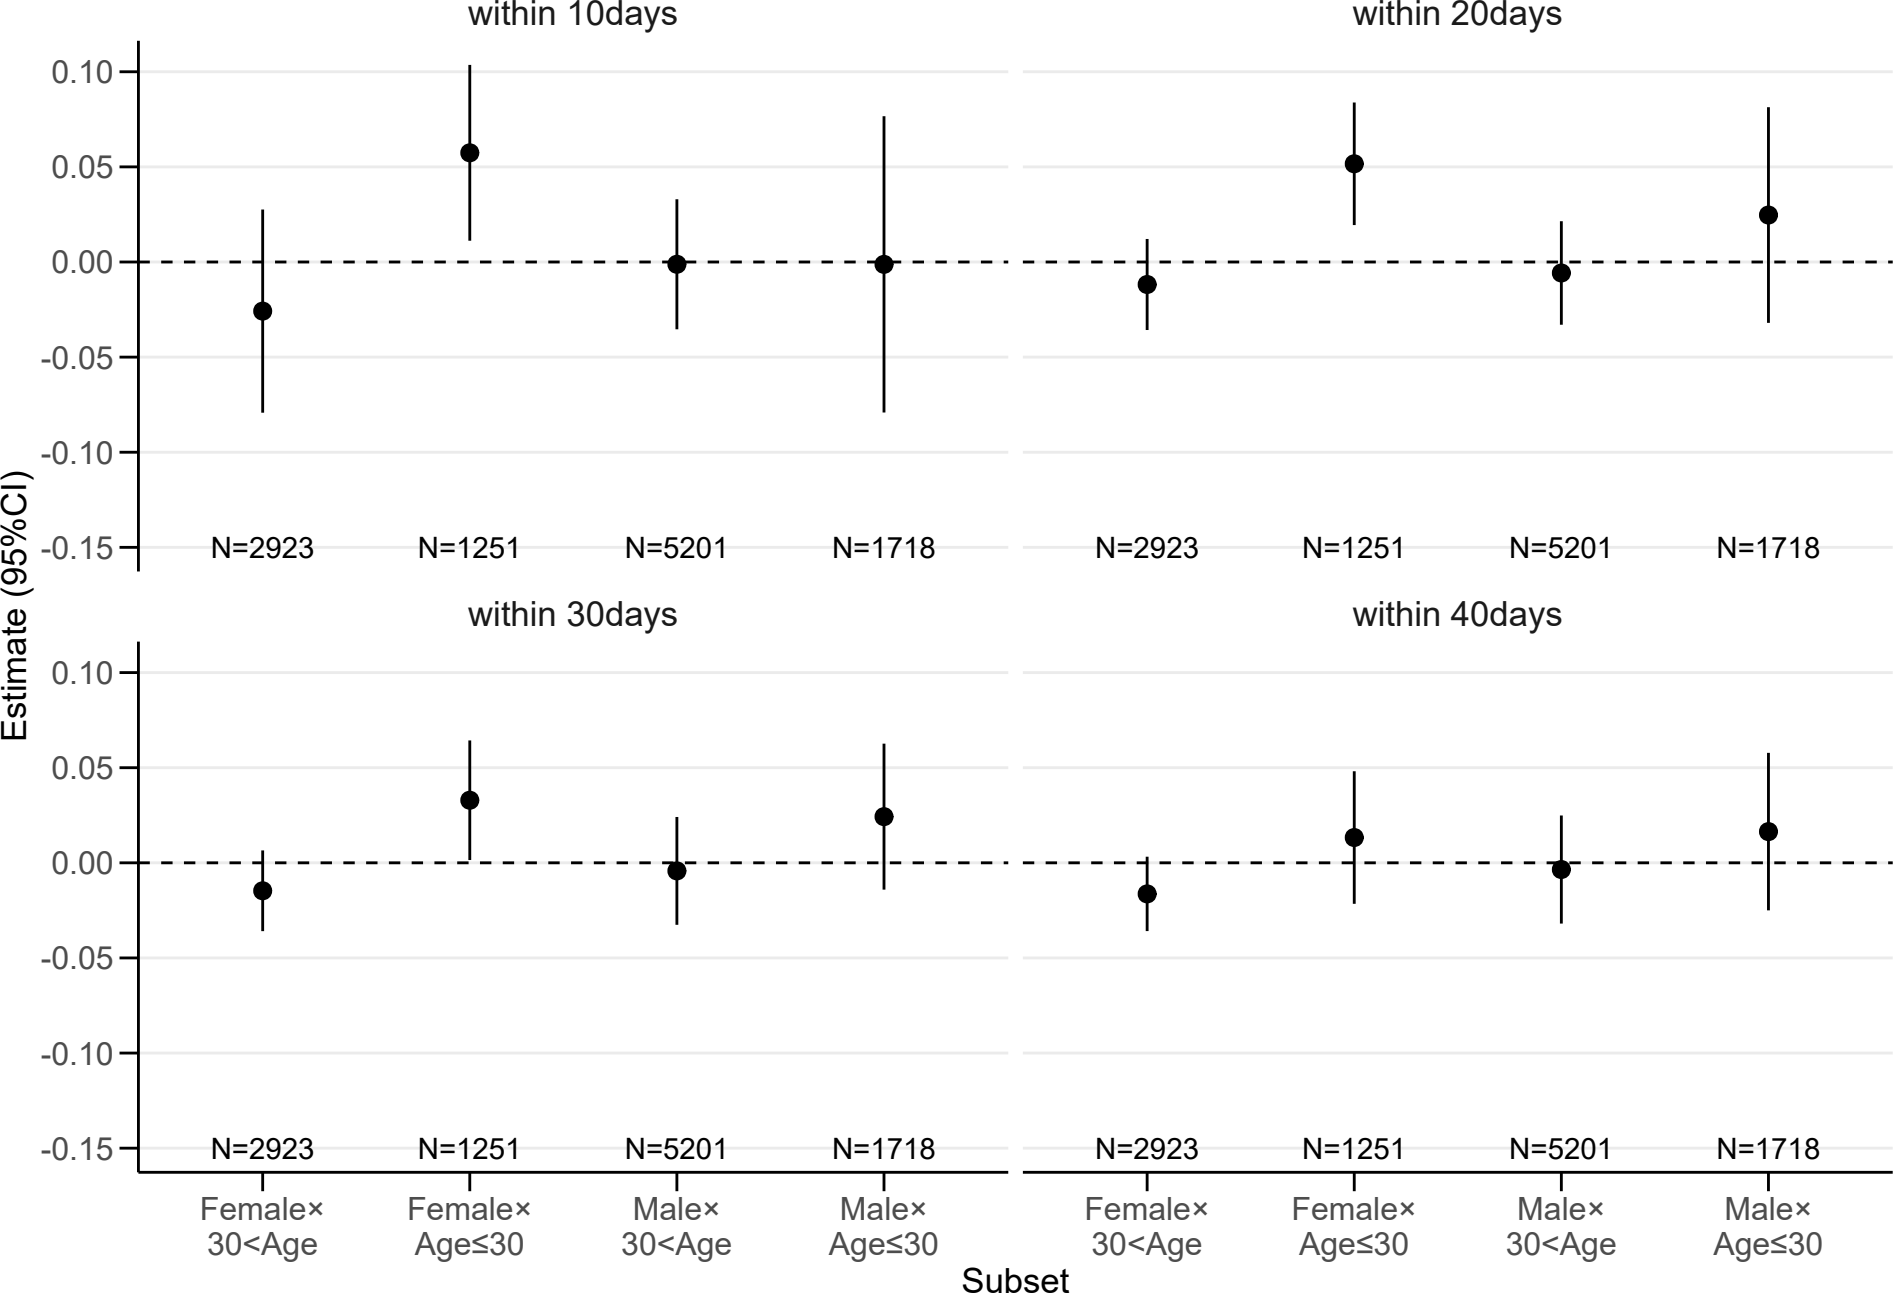 within 10days
within 20days
0.10
0.05
0.00
-0.05
-0.10
-0.15
N=2923 N=1251 N=5201 N=1718
N=2923 N=1251 N=5201 N=1718
Estimate (95%CI)
within 30days
within 40days
0.10
0.05
0.00
-0.05
-0.10
-0.15
N=2923 N=1251 N=5201 N=1718
N=2923 N=1251 N=5201 N=1718
Female×
30<Age
Female×
Age≤30
Male×
30<Age
Male×
Age≤30
Female×
30<Age
Female×
Age≤30
Male×
30<Age
Male×
Age≤30
Subset